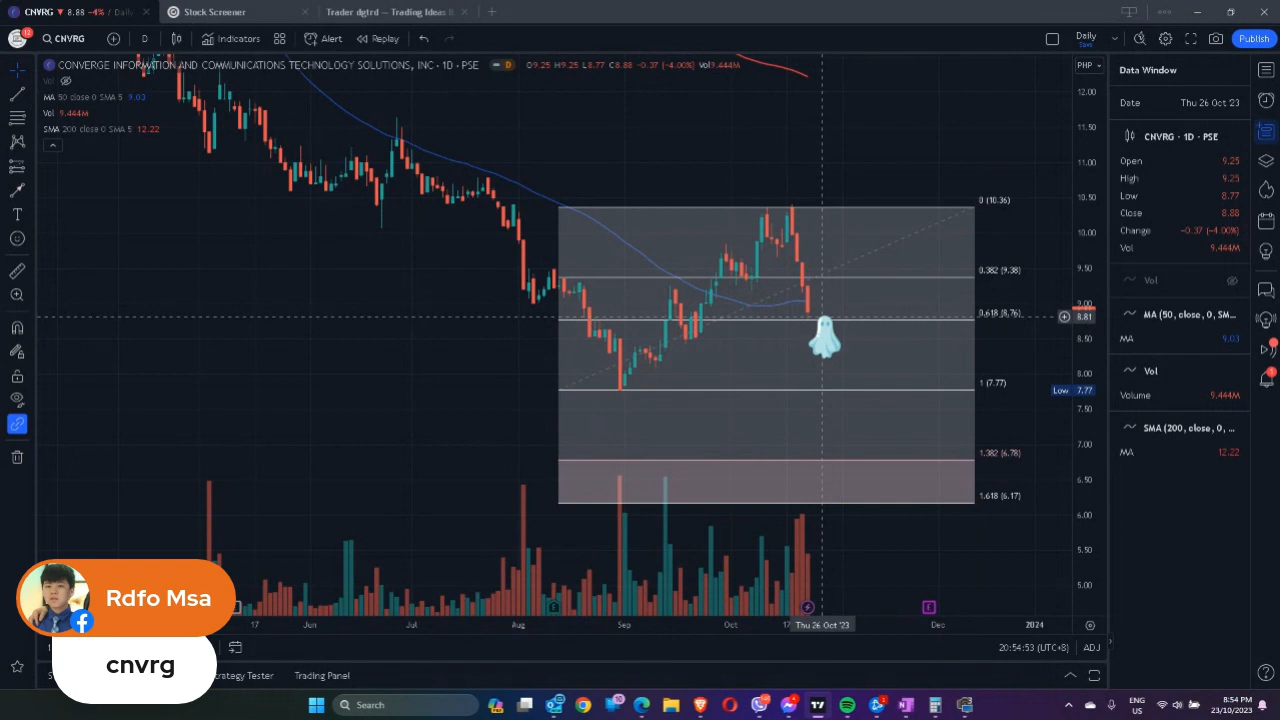 CNVRG ▼ 8.88 −4% / Daily
Stock Screener
Trader dgtrd — Trading Ideas
12
CNVRG
D
Indicators
Alert
Replay
Daily
Save
Publish
CONVERGE INFORMATION AND COMMUNICATIONS TECHNOLOGY SOLUTIONS, INC · 1D · PSE
D
O9.25 H9.25 L8.77 C8.88 −0.37 (−4.00%) Vol9.444M
Vol
MA 50 close 0 SMA 5 9.03
Vol 9.444M
SMA 200 close 0 SMA 5 12.22
PHP
12.00
11.50
11.00
10.50
10.00
9.50
9.00
8.81
8.50
8.00
Low 7.77
7.50
7.00
6.50
6.00
5.50
5.00
0 (10.36)
0.382 (9.38)
0.618 (8.76)
1 (7.77)
1.382 (6.78)
1.618 (6.17)
17
Jun
Jul
Aug
Sep
Oct
17
Thu 26 Oct '23
Dec
2024
E
E
Data Window
Date Thu 26 Oct '23
CNVRG · 1D · PSE
Open 9.25
High 9.25
Low 8.77
Close 8.88
Change −0.37 (−4.00%)
Vol 9.444M
Vol
MA (50, close, 0, SM...
MA 9.03
Vol
Volume 9.444M
SMA (200, close, 0, ...
MA 12.22
20:54:53 (UTC+8)
ADJ
Strategy Tester
Trading Panel
Rdfo Msa
cnvrg
Search
ENG
US
8:54 PM
23/10/2023